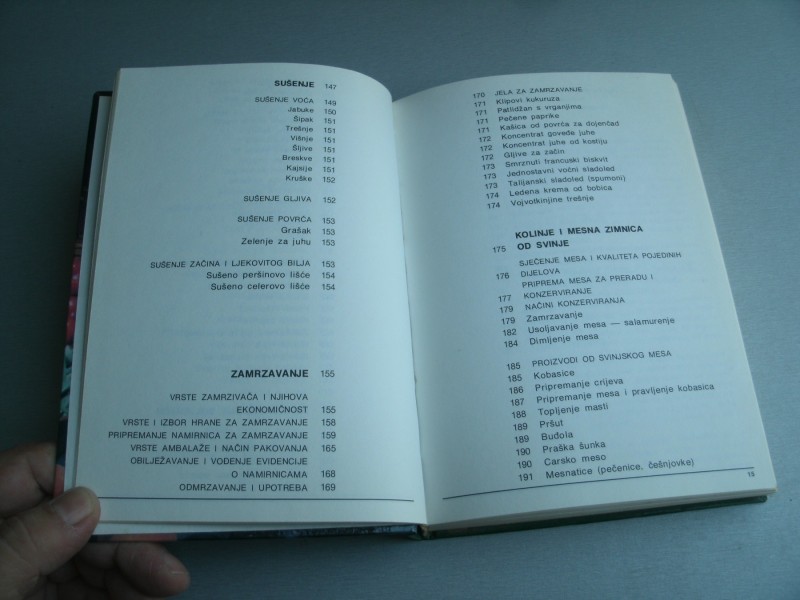 SUŠENJE 147
SUŠENJE VOĆA 149
Jabuke 150
Šipak 151
Trešnje 151
Višnje 151
Šljive 151
Breskve 151
Kajsije 151
Kruške 152
SUŠENJE GLJIVA 152
SUŠENJE POVRĆA 153
Grašak 153
Zelenje za juhu 153
SUŠENJE ZAČINA I LJEKOVITOG BILJA 153
Sušeno peršinovo lišće 154
Sušeno celerovo lišće 154
ZAMRZAVANJE 155
VRSTE ZAMRZIVAČA I NJIHOVA
EKONOMIČNOST 155
VRSTE I IZBOR HRANE ZA ZAMRZAVANJE 158
PRIPREMANJE NAMIRNICA ZA ZAMRZAVANJE 159
VRSTE AMBALAŽE I NAČIN PAKOVANJA 165
OBILJEŽAVANJE I VOĐENJE EVIDENCIJE
O NAMIRNICAMA 168
ODMRZAVANJE I UPOTREBA 169
170 JELA ZA ZAMRZAVANJE
171 Klipovi kokuruza
171 Patlidžan s vrganjima
171 Pečene paprike
171 Kašica od povrća za dojenčad
172 Koncentrat goveđe juhe
172 Koncentrat juhe od kostiju
172 Gljive za začin
173 Smrznuti francuski biskvit
173 Jednostavni voćni sladoled
173 Talijanski sladoled (spumoni)
174 Ledena krema od bobica
174 Vojvotkinjine trešnje
KOLINJE I MESNA ZIMNICA
175 OD SVINJE
SJEČENJE MESA I KVALITETA POJEDINIH
176 DIJELOVA
PRIPREMA MESA ZA PRERADU I
177 KONZERVIRANJE
179 NAČINI KONZERVIRANJA
179 Zamrzavanje
182 Usoljavanje mesa — salamurenje
184 Dimljenje mesa
185 PROIZVODI OD SVINJSKOG MESA
185 Kobasice
186 Pripremanje crijeva
187 Pripremanje mesa i pravljenje kobasica
188 Topljenje masti
189 Pršut
189 Buđola
190 Praška šunka
190 Carsko meso
191 Mesnatice (pečenice, češnjovke)
15